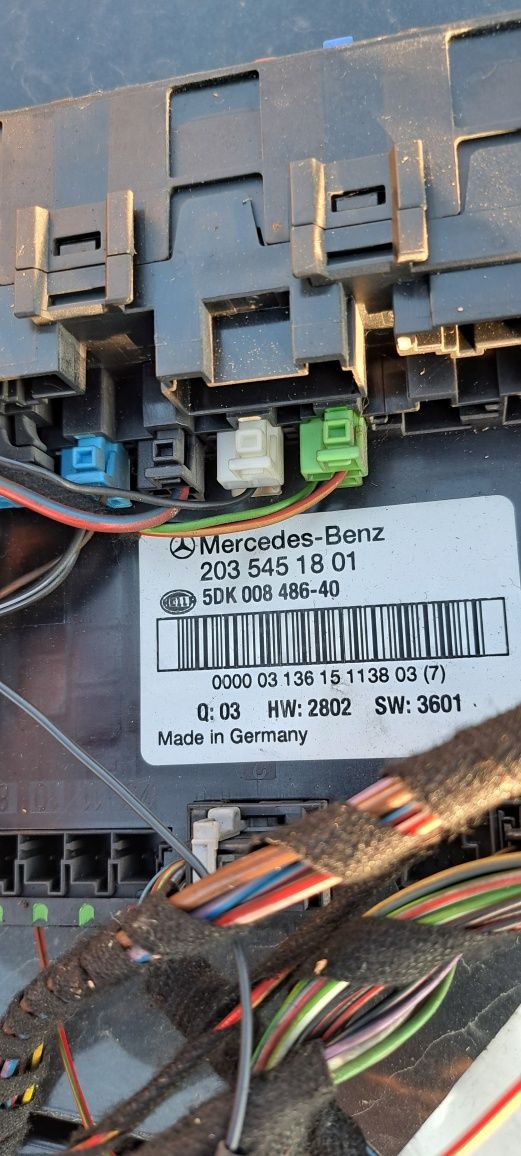 Mercedes-Benz
203 545 18 01
HELLA 5DK 008 486-40
0000 03 136 15 1138 03 (7)
Q: 03 HW: 2802 SW: 3601
Made in Germany